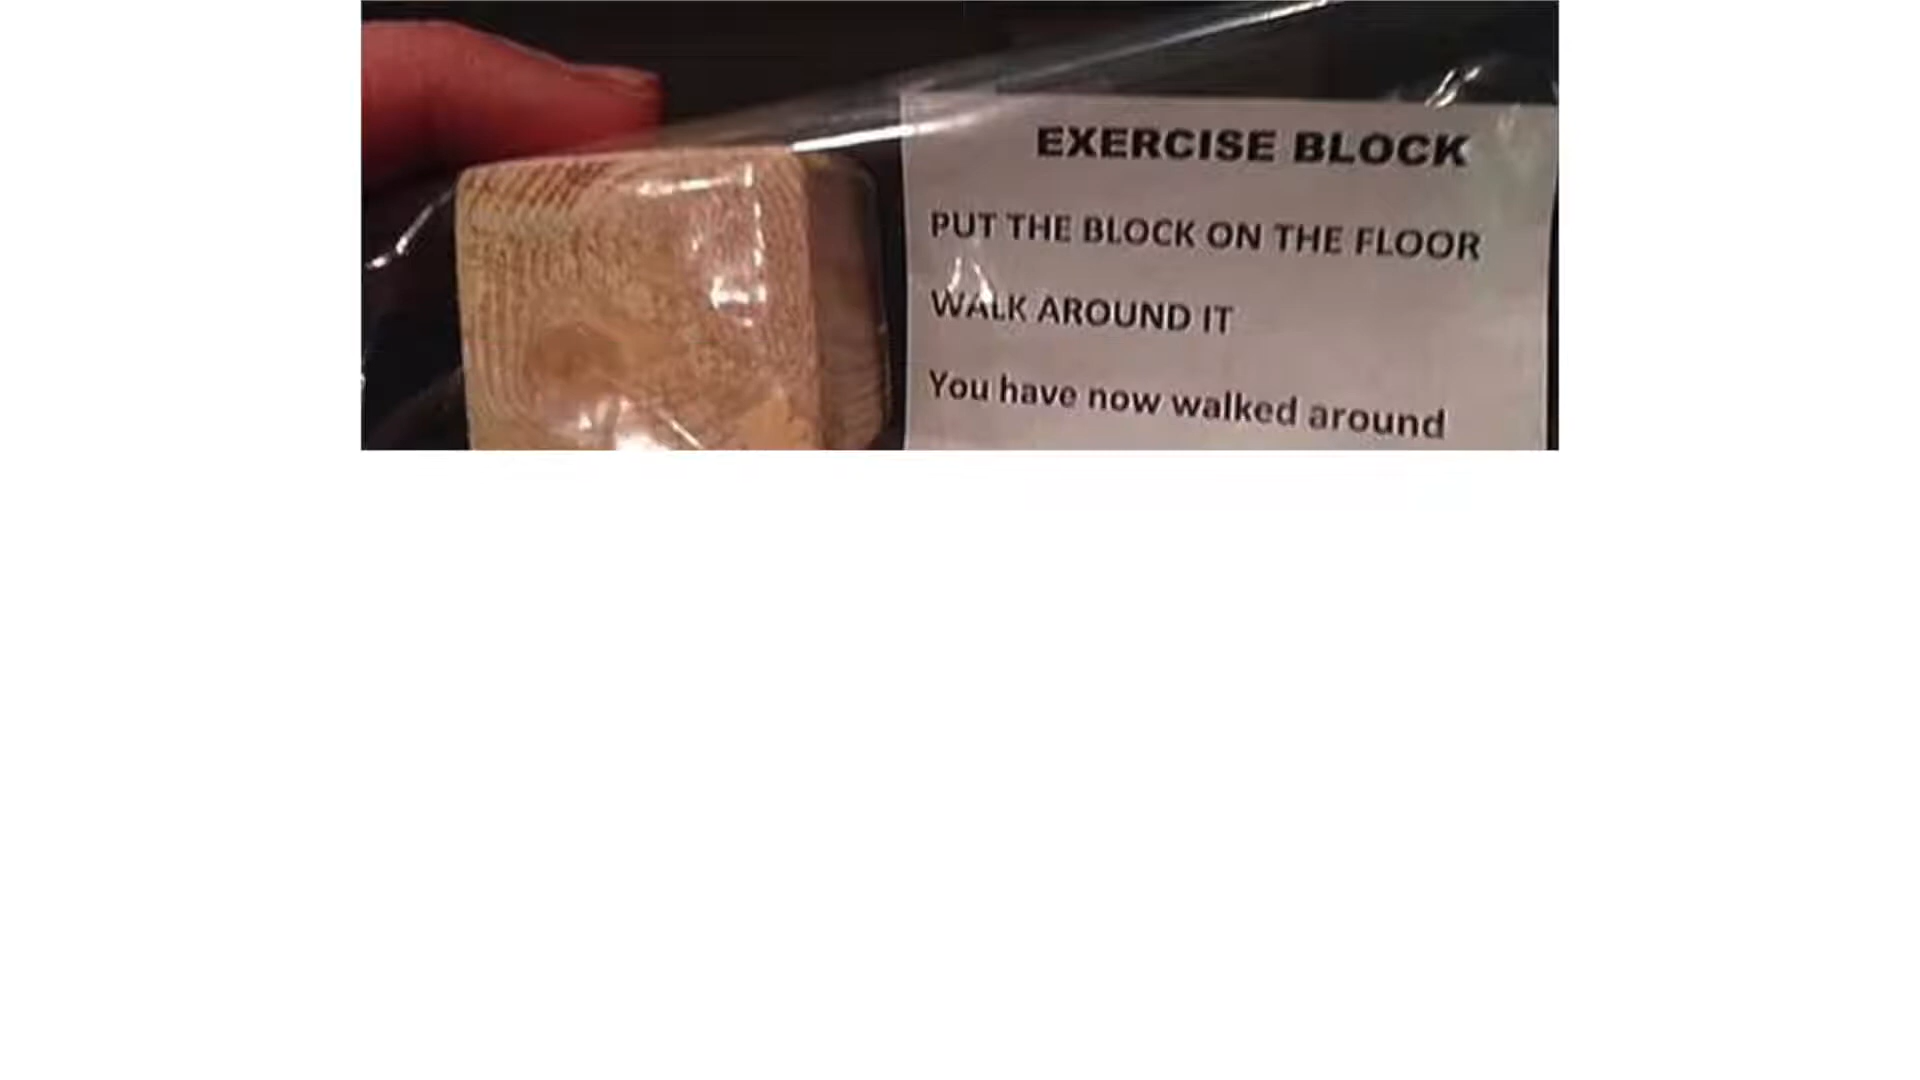 EXERCISE BLOCK
PUT THE BLOCK ON THE FLOOR
WALK AROUND IT
You have now walked around